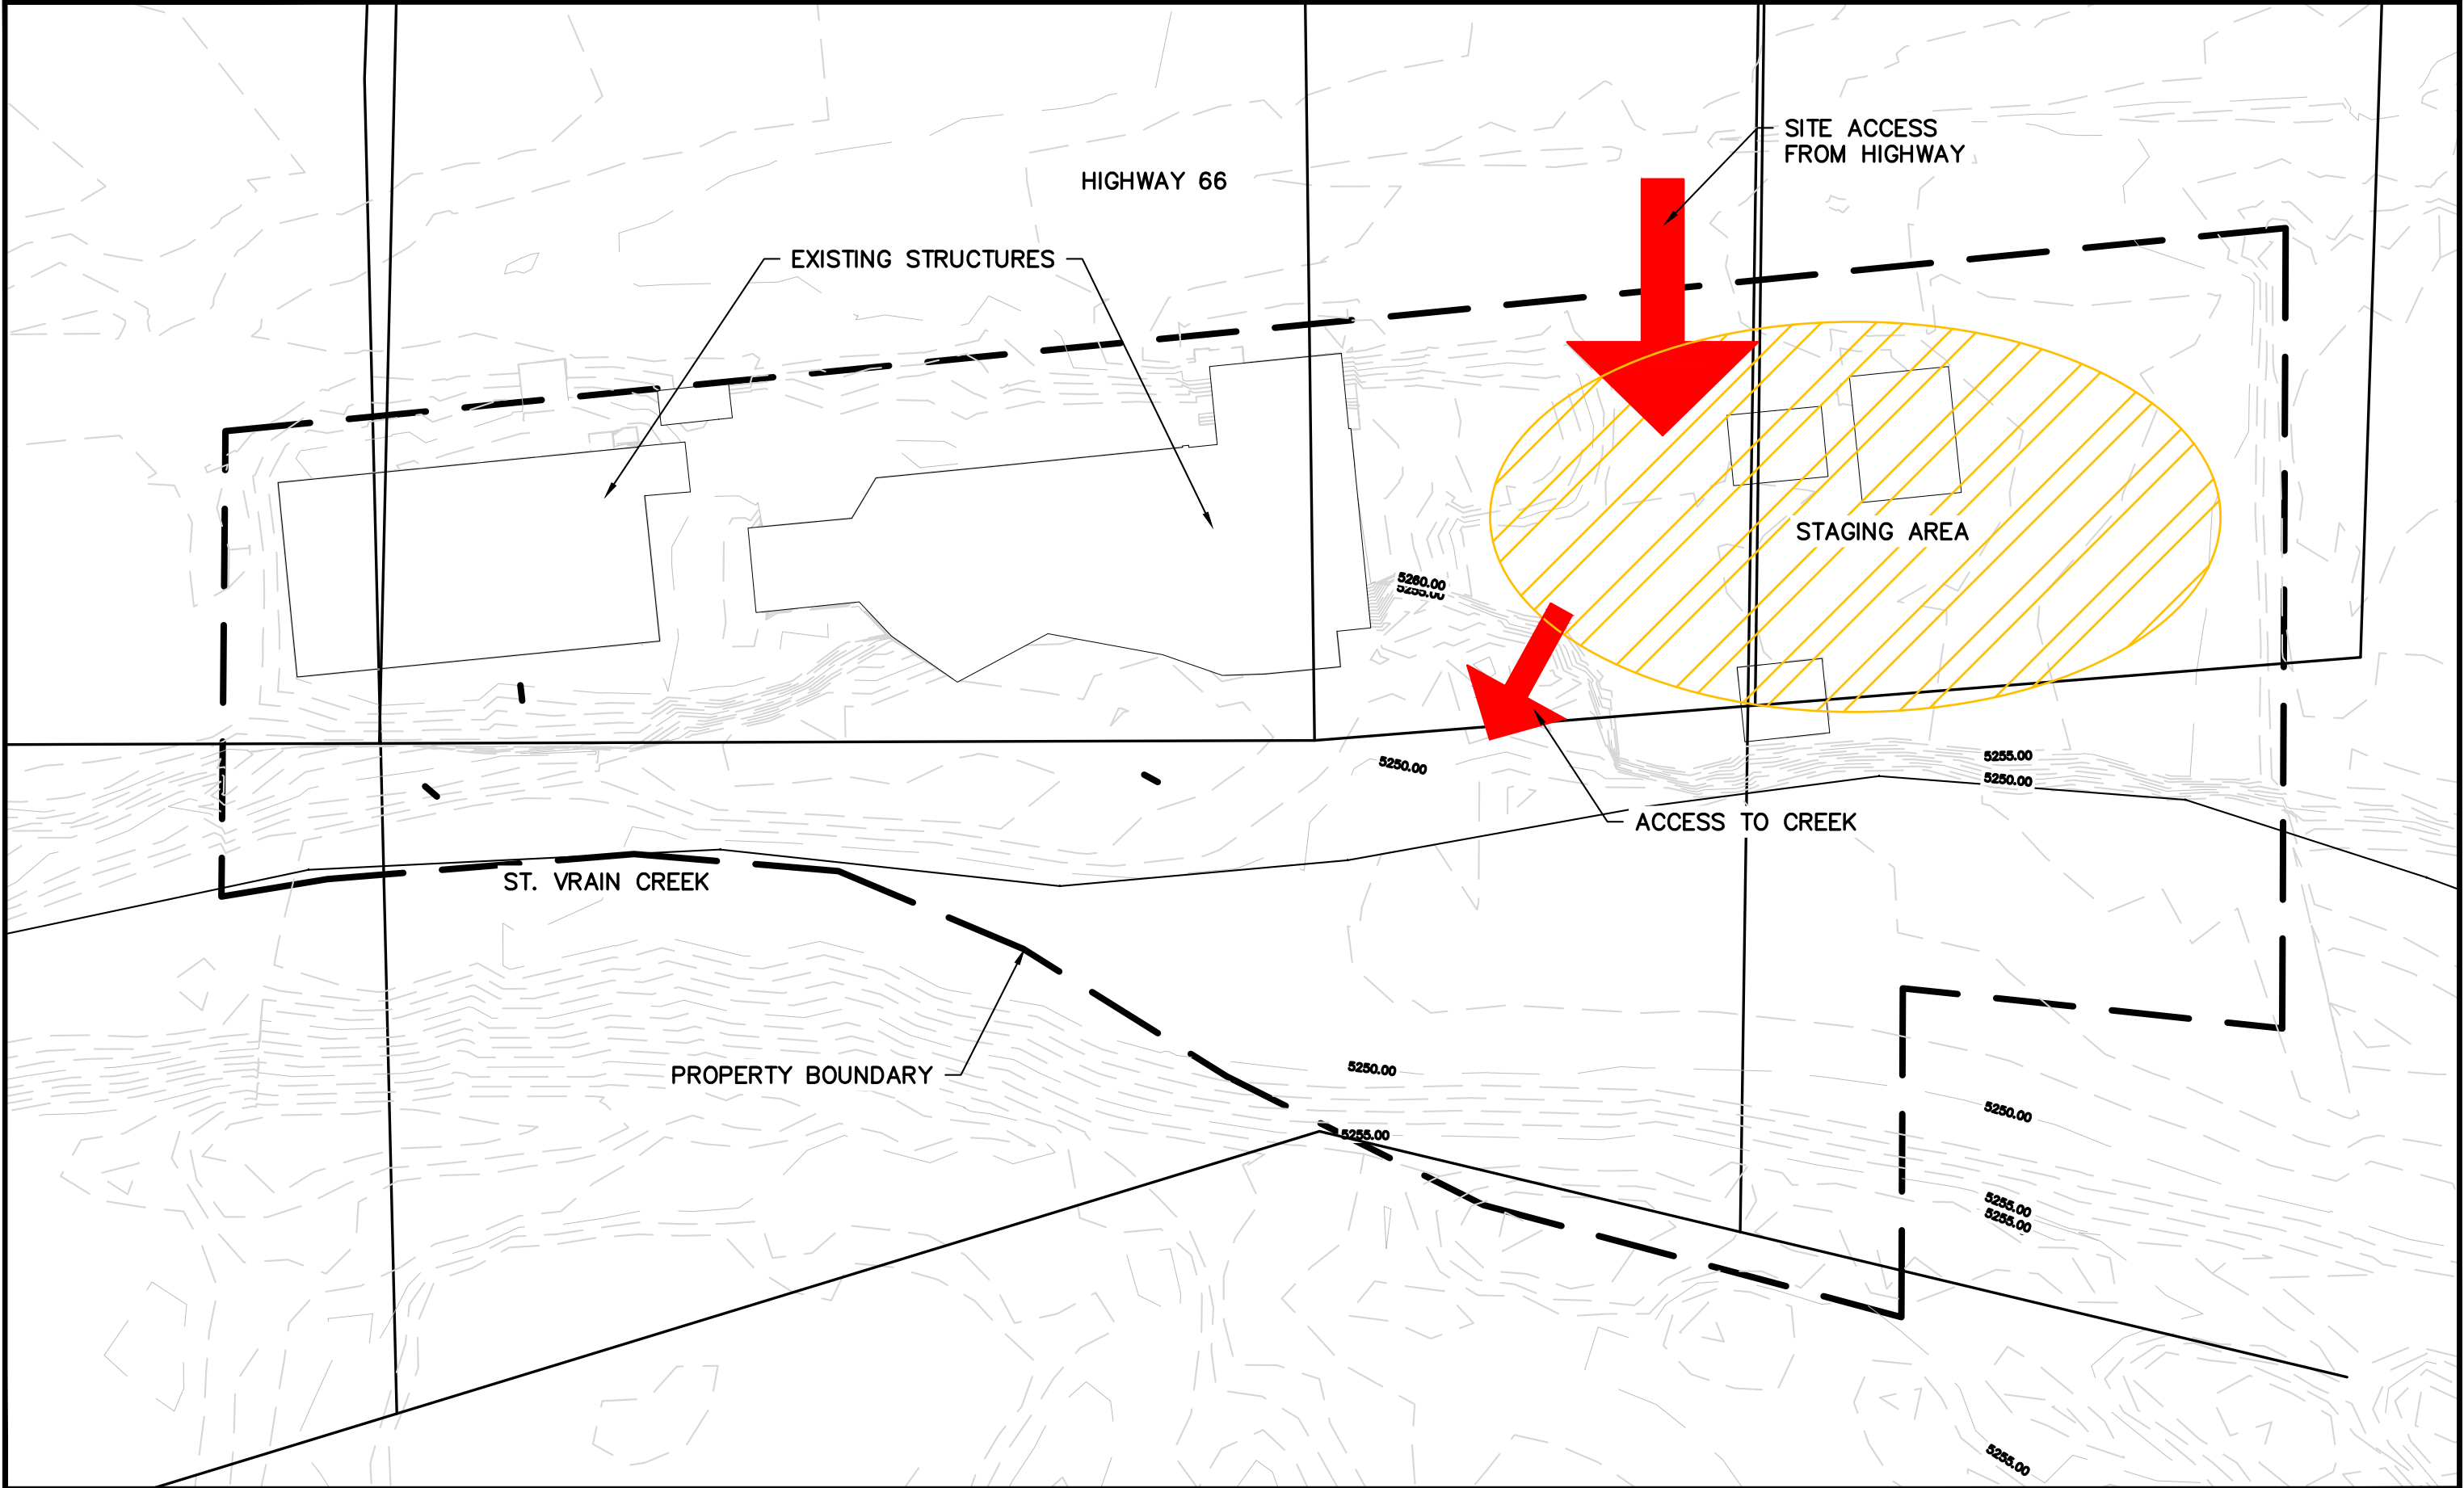 SITE ACCESS
FROM HIGHWAY
HIGHWAY 66
EXISTING STRUCTURES
STAGING AREA
5260.00
5255.00
5250.00
5255.00
5250.00
ACCESS TO CREEK
ST. VRAIN CREEK
PROPERTY BOUNDARY
5250.00
5250.00
5255.00
5255.00
5255.00
5255.00